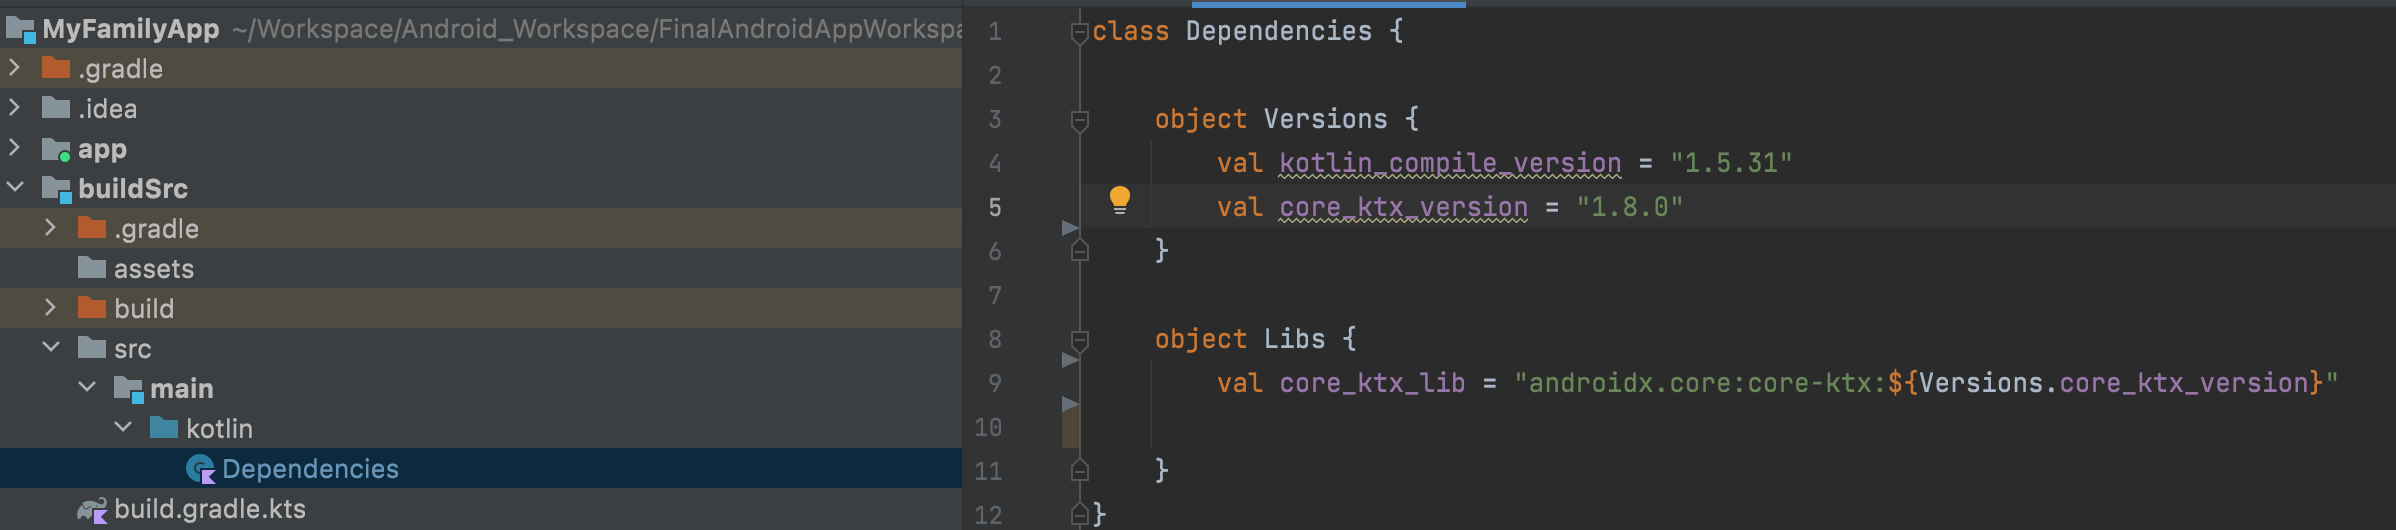 MyFamilyApp ~/Workspace/Android_Workspace/FinalAndroidAppWorkspa
.gradle
.idea
app
buildSrc
.gradle
assets
build
src
main
kotlin
Dependencies
build.gradle.kts
1 class Dependencies {
2
3 object Versions {
4 val kotlin_compile_version = "1.5.31"
5 val core_ktx_version = "1.8.0"
6 }
7
8 object Libs {
9 val core_ktx_lib = "androidx.core:core-ktx:${Versions.core_ktx_version}"
10
11 }
12 }